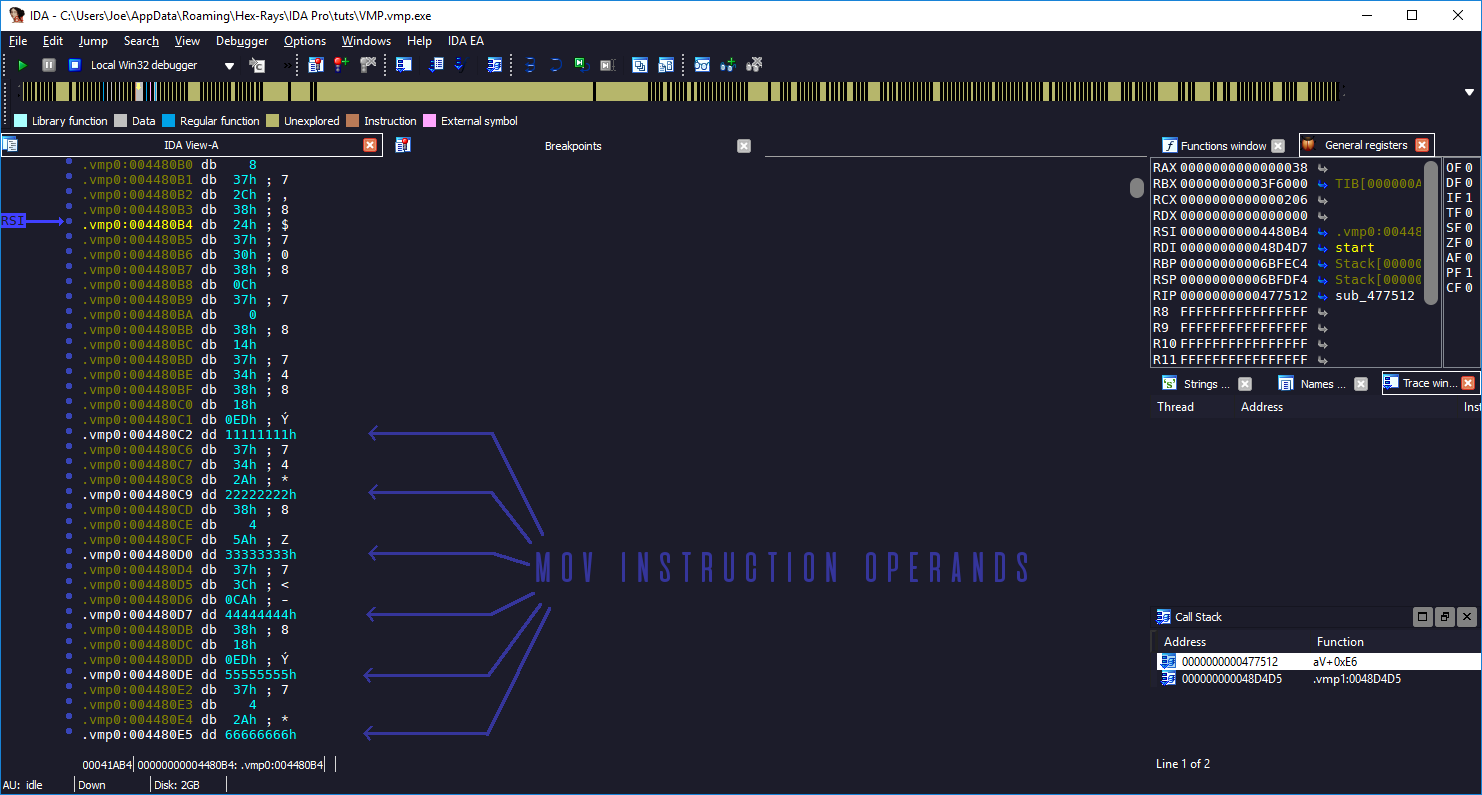 IDA - C:\Users\Joe\AppData\Roaming\Hex-Rays\IDA Pro\tuts\VMP.vmp.exe
File Edit Jump Search View Debugger Options Windows Help IDA EA
Local Win32 debugger
Library function Data Regular function Unexplored Instruction External symbol
IDA View-A
Breakpoints
.vmp0:004480B0 db 8
.vmp0:004480B1 db 37h ; 7
.vmp0:004480B2 db 2Ch ; ,
.vmp0:004480B3 db 38h ; 8
RSI
.vmp0:004480B4 db 24h ; $
.vmp0:004480B5 db 37h ; 7
.vmp0:004480B6 db 30h ; 0
.vmp0:004480B7 db 38h ; 8
.vmp0:004480B8 db 0Ch
.vmp0:004480B9 db 37h ; 7
.vmp0:004480BA db 0
.vmp0:004480BB db 38h ; 8
.vmp0:004480BC db 14h
.vmp0:004480BD db 37h ; 7
.vmp0:004480BE db 34h ; 4
.vmp0:004480BF db 38h ; 8
.vmp0:004480C0 db 18h
.vmp0:004480C1 db 0EDh ; Ý
.vmp0:004480C2 dd 11111111h
.vmp0:004480C6 db 37h ; 7
.vmp0:004480C7 db 34h ; 4
.vmp0:004480C8 db 2Ah ; *
.vmp0:004480C9 dd 22222222h
.vmp0:004480CD db 38h ; 8
.vmp0:004480CE db 4
.vmp0:004480CF db 5Ah ; Z
.vmp0:004480D0 dd 33333333h
.vmp0:004480D4 db 37h ; 7
.vmp0:004480D5 db 3Ch ; <
.vmp0:004480D6 db 0CAh ; -
.vmp0:004480D7 dd 44444444h
.vmp0:004480DB db 38h ; 8
.vmp0:004480DC db 18h
.vmp0:004480DD db 0EDh ; Ý
.vmp0:004480DE dd 55555555h
.vmp0:004480E2 db 37h ; 7
.vmp0:004480E3 db 4
.vmp0:004480E4 db 2Ah ; *
.vmp0:004480E5 dd 66666666h
MOV INSTRUCTION OPERANDS
00041AB4 00000000004480B4: .vmp0:004480B4
AU: idle Down Disk: 2GB
Functions window
General registers
RAX 0000000000000038
RBX 00000000003F6000 TIB[000000A
RCX 0000000000000206
RDX 0000000000000000
RSI 00000000004480B4 .vmp0:00448
RDI 000000000048D4D7 start
RBP 00000000006BFEC4 Stack[00000
RSP 00000000006BFDF4 Stack[00000
RIP 0000000000477512 sub_477512
R8 FFFFFFFFFFFFFFFF
R9 FFFFFFFFFFFFFFFF
R10 FFFFFFFFFFFFFFFF
R11 FFFFFFFFFFFFFFFF
OF 0
DF 0
IF 1
TF 0
SF 0
ZF 0
AF 0
PF 1
CF 0
Strings ...
Names ...
Trace win...
Thread Address Inst
Call Stack
Address Function
0000000000477512 aV+0xE6
000000000048D4D5 .vmp1:0048D4D5
Line 1 of 2